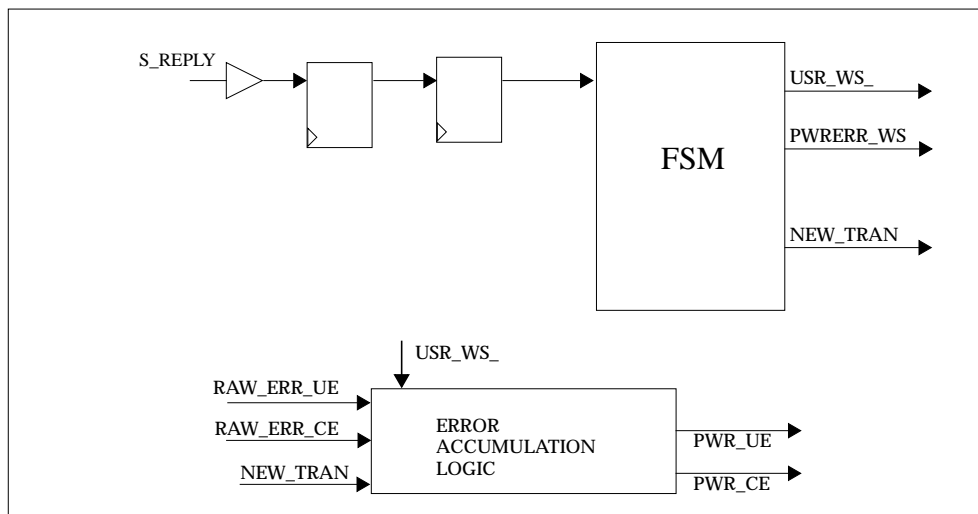 S_REPLY
USR_WS_
PWRERR_WS
FSM
NEW_TRAN
USR_WS_
RAW_ERR_UE
RAW_ERR_CE
NEW_TRAN
ERROR
ACCUMULATION
LOGIC
PWR_UE
PWR_CE